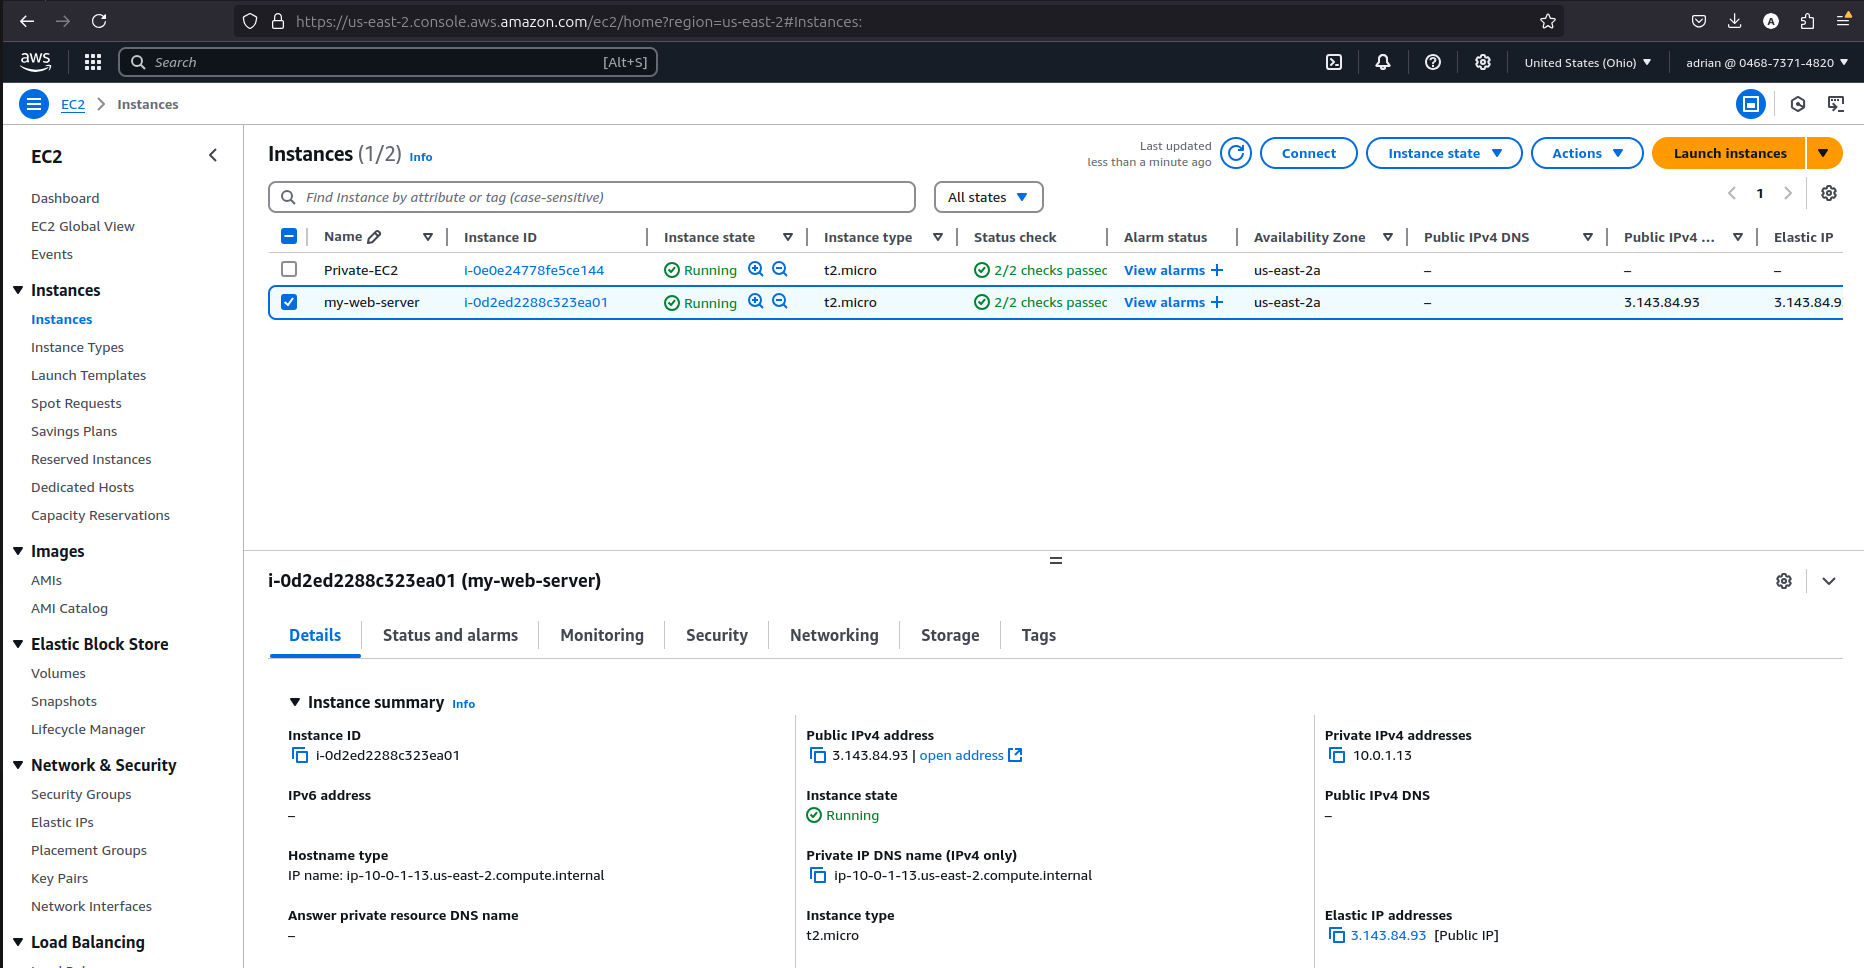 https://us-east-2.console.aws.amazon.com/ec2/home?region=us-east-2#Instances:
A
aws
Search
[Alt+S]
United States (Ohio)
adrian @ 0468-7371-4820
EC2
Instances
EC2
Dashboard
EC2 Global View
Events
Instances
Instances
Instance Types
Launch Templates
Spot Requests
Savings Plans
Reserved Instances
Dedicated Hosts
Capacity Reservations
Images
AMIs
AMI Catalog
Elastic Block Store
Volumes
Snapshots
Lifecycle Manager
Network & Security
Security Groups
Elastic IPs
Placement Groups
Key Pairs
Network Interfaces
Load Balancing
Instances (1/2) Info
Last updated
less than a minute ago
Connect
Instance state
Actions
Launch instances
Find Instance by attribute or tag (case-sensitive)
All states
1
Name Instance ID Instance state Instance type Status check Alarm status Availability Zone Public IPv4 DNS Public IPv4 ... Elastic IP
Private-EC2 i-0e0e24778fe5ce144 Running t2.micro 2/2 checks passec View alarms + us-east-2a – – –
my-web-server i-0d2ed2288c323ea01 Running t2.micro 2/2 checks passec View alarms + us-east-2a – 3.143.84.93 3.143.84.9
i-0d2ed2288c323ea01 (my-web-server)
Details Status and alarms Monitoring Security Networking Storage Tags
Instance summary Info
Instance ID
i-0d2ed2288c323ea01
Public IPv4 address
3.143.84.93 | open address
Private IPv4 addresses
10.0.1.13
IPv6 address
–
Instance state
Running
Public IPv4 DNS
–
Hostname type
IP name: ip-10-0-1-13.us-east-2.compute.internal
Private IP DNS name (IPv4 only)
ip-10-0-1-13.us-east-2.compute.internal
Answer private resource DNS name
–
Instance type
t2.micro
Elastic IP addresses
3.143.84.93 [Public IP]